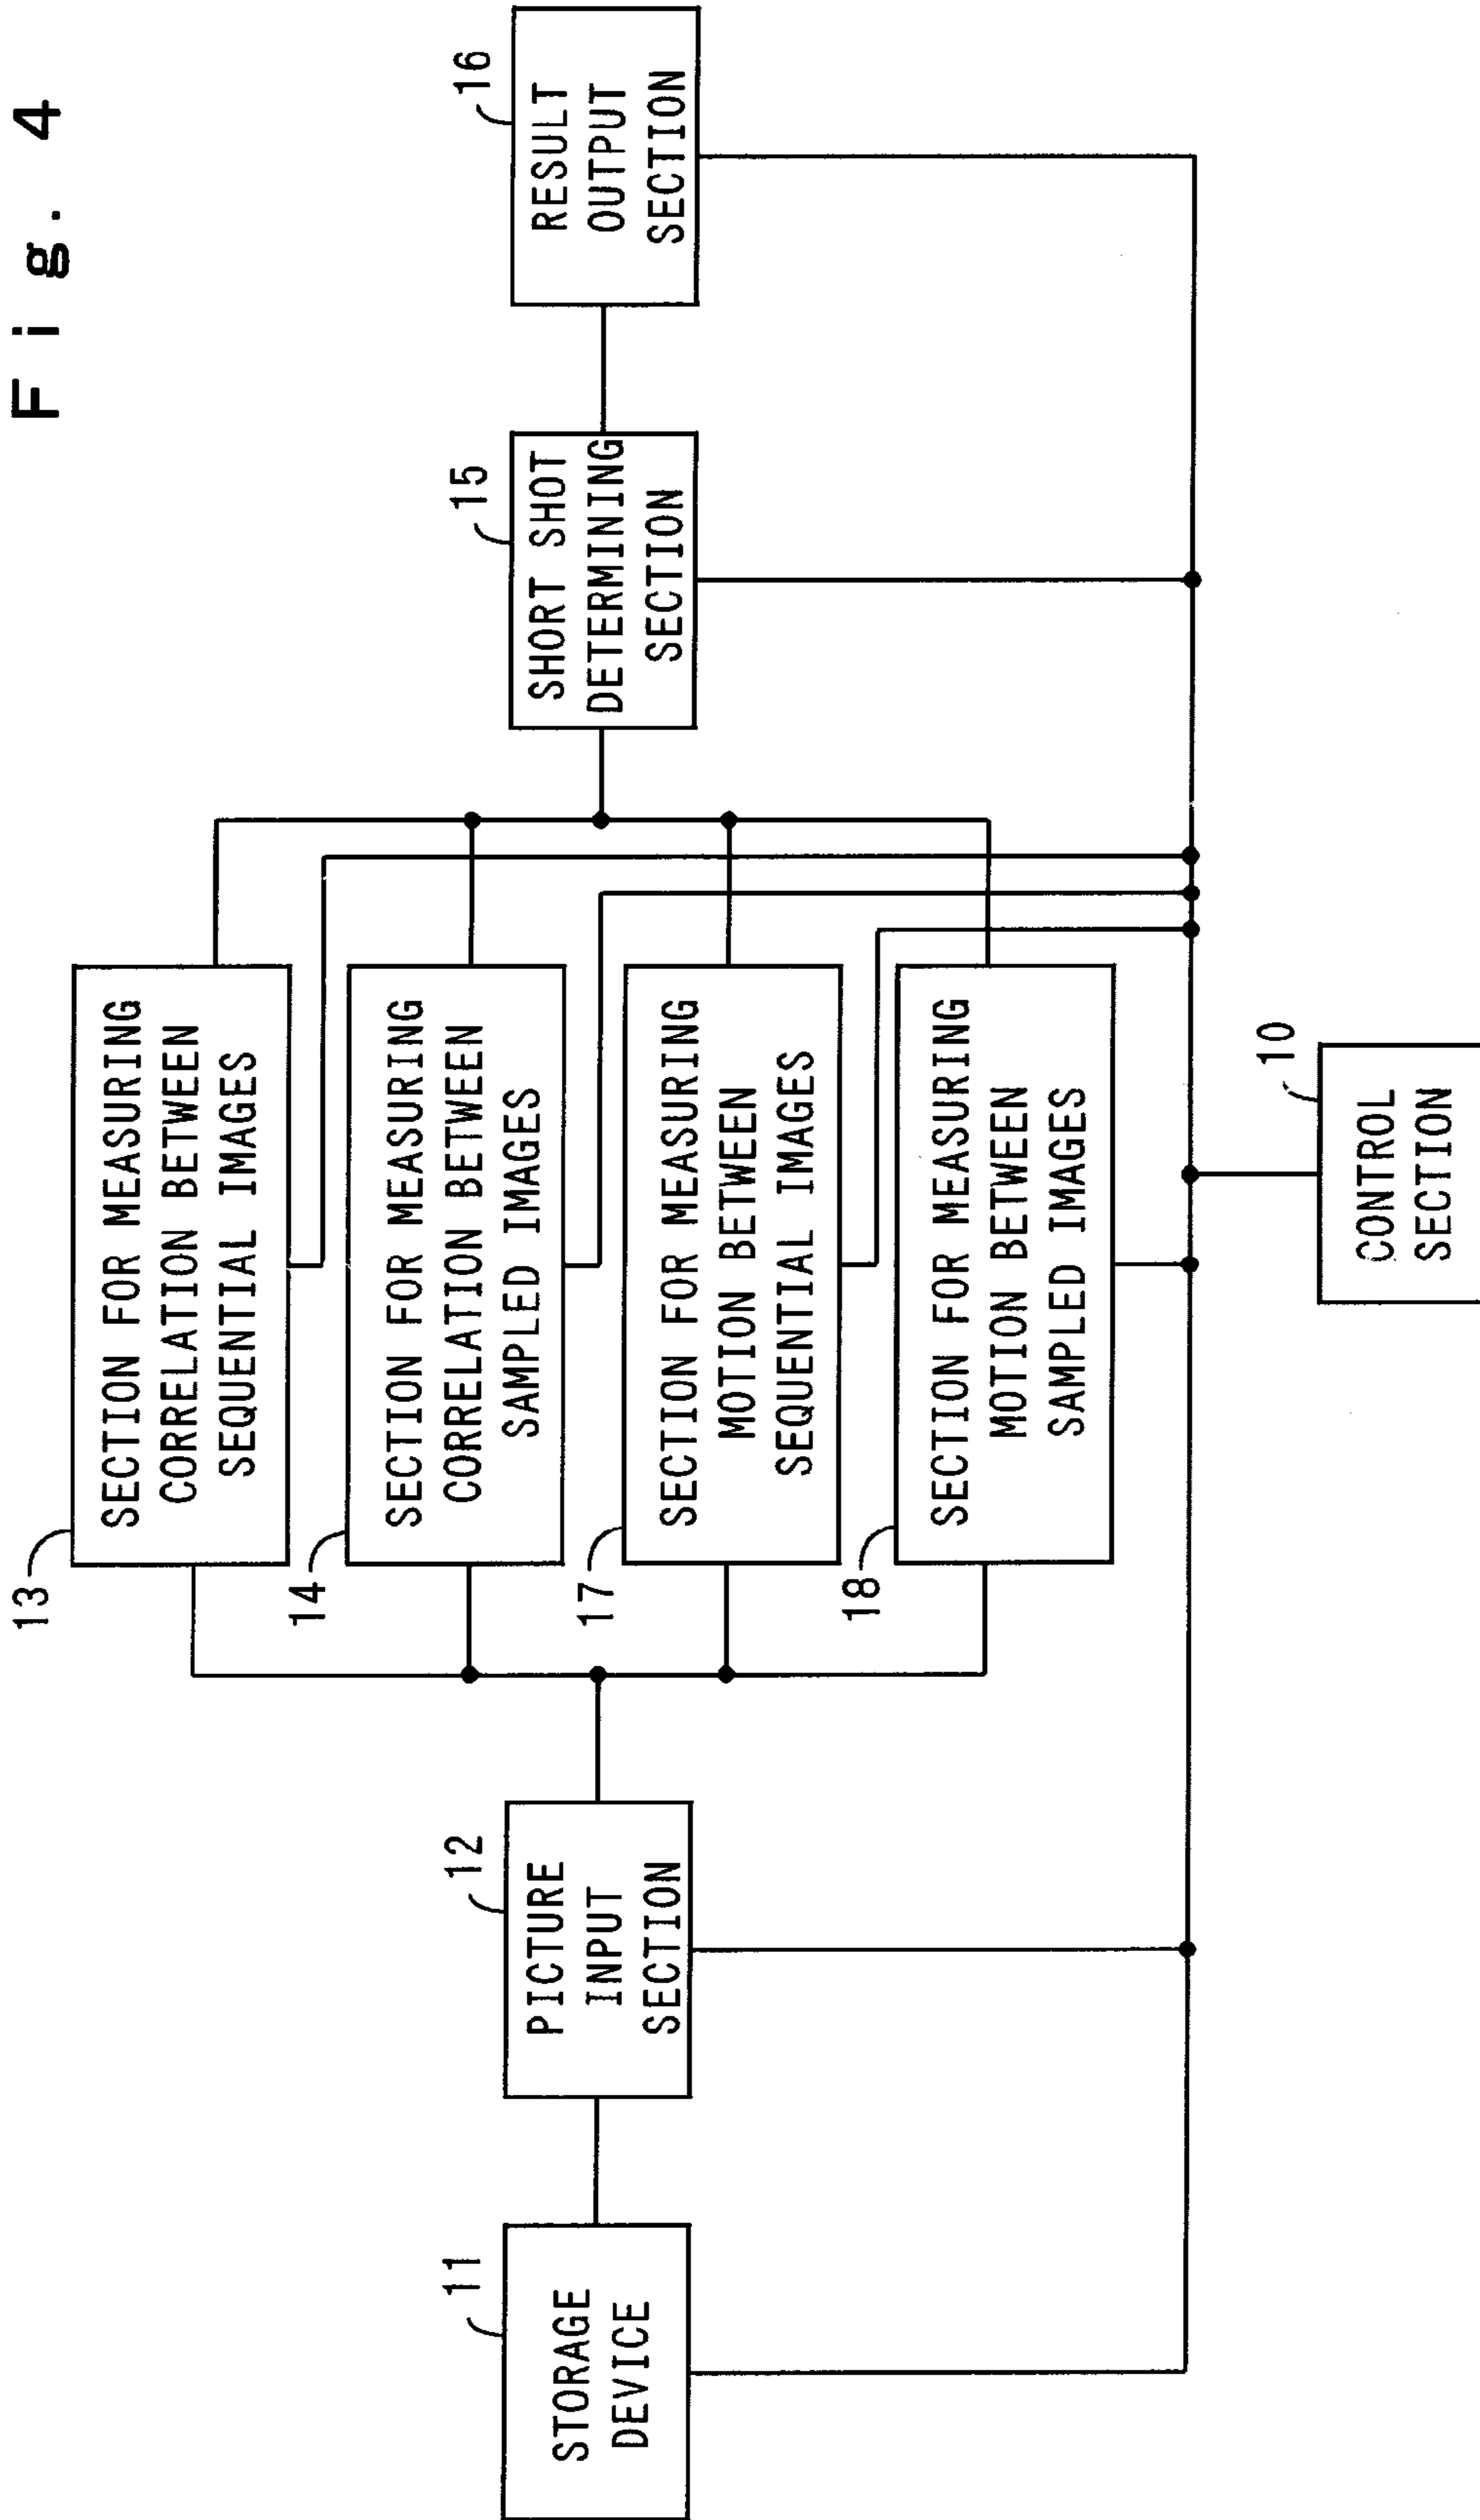 Fig. 4
13
SECTION FOR MEASURING
CORRELATION BETWEEN
SEQUENTIAL IMAGES
14
SECTION FOR MEASURING
CORRELATION BETWEEN
SAMPLED IMAGES
17
SECTION FOR MEASURING
MOTION BETWEEN
SEQUENTIAL IMAGES
18
SECTION FOR MEASURING
MOTION BETWEEN
SAMPLED IMAGES
11
STORAGE
DEVICE
12
PICTURE
INPUT
SECTION
15
SHORT SHOT
DETERMINING
SECTION
16
RESULT
OUTPUT
SECTION
10
CONTROL
SECTION